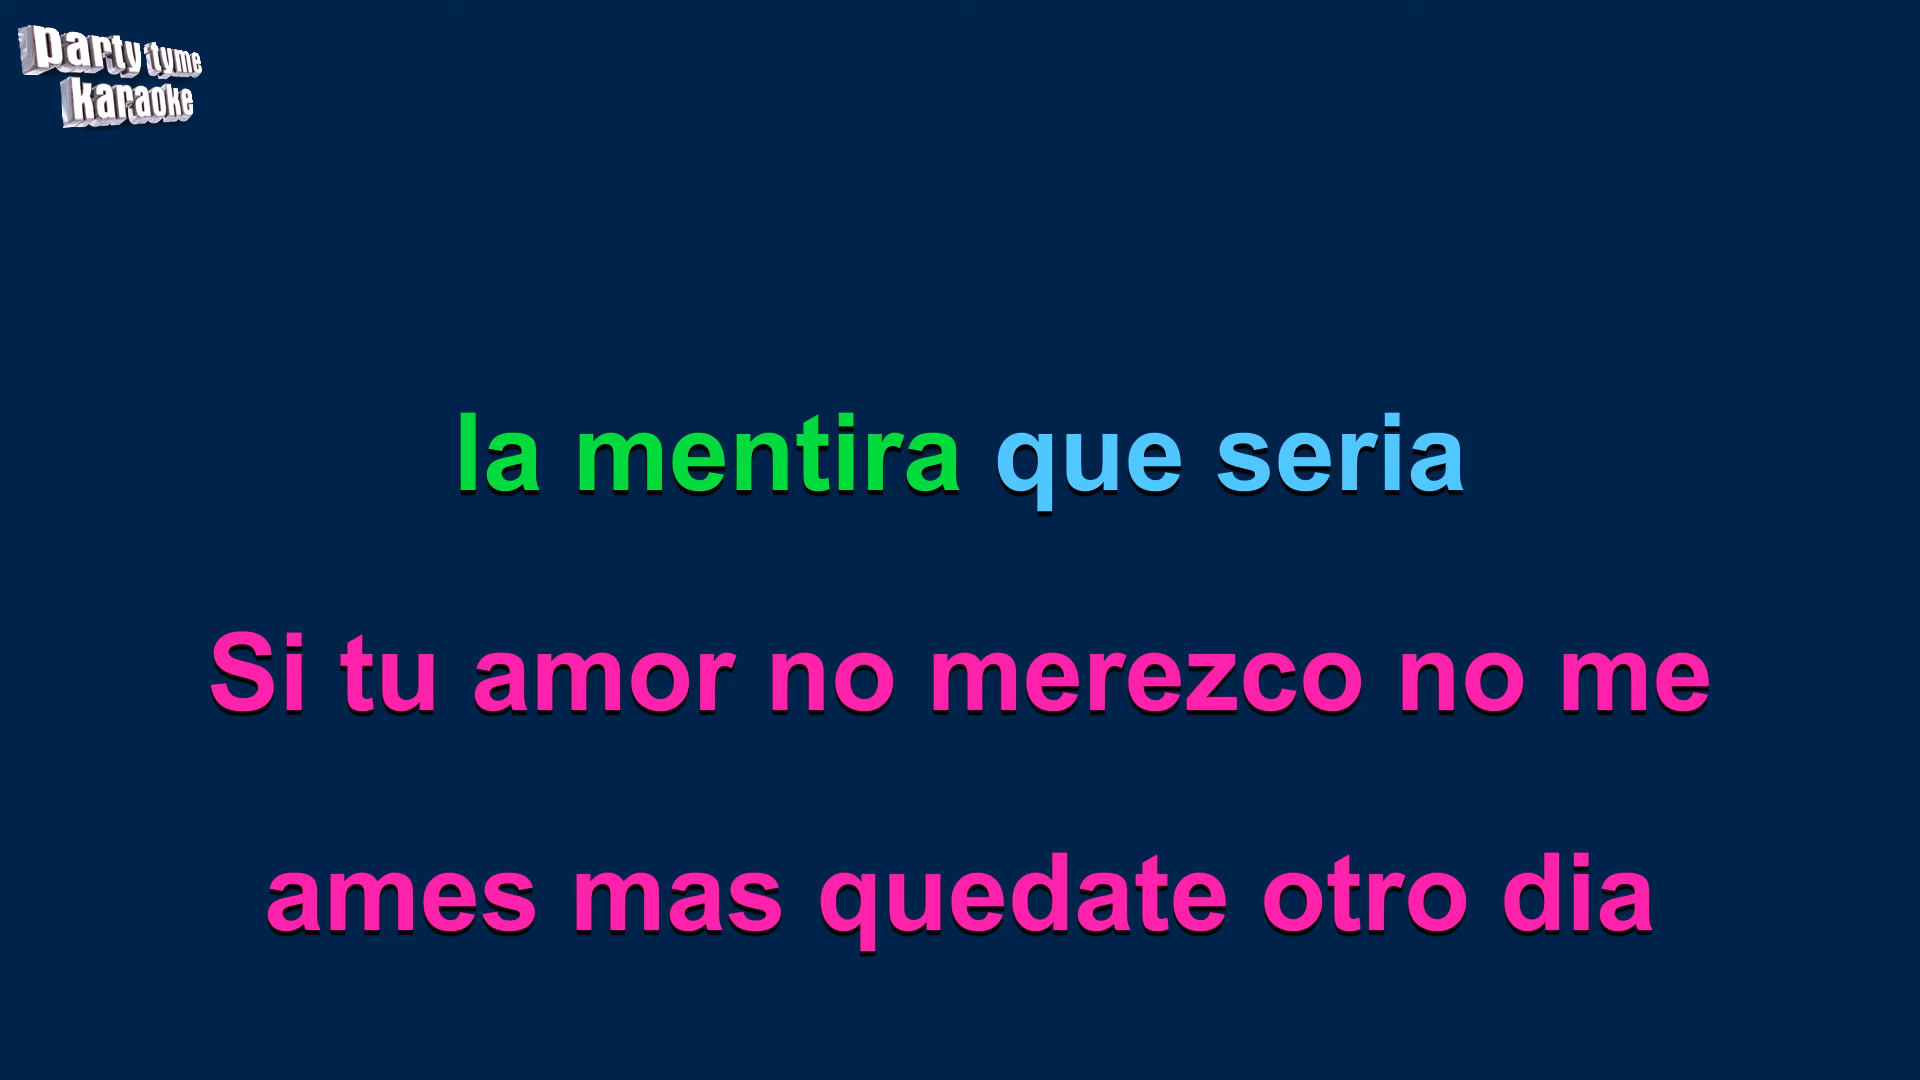 party tyme
karaoke
la mentira que seria
Si tu amor no merezco no me
ames mas quedate otro dia